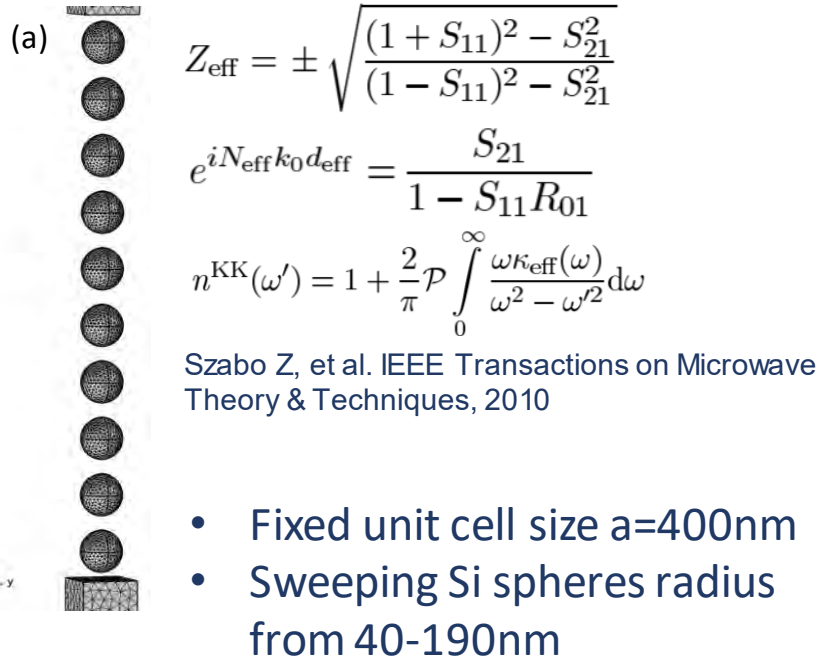 (a)
Z_eff = ± √((1 + S_11)^2 − S_21^2 / (1 − S_11)^2 − S_21^2)
e^{iN_eff k_0 d_eff} = S_21 / (1 − S_11 R_01)
n^KK(ω′) = 1 + 2/π 𝒫 ∫_0^∞ ωκ_eff(ω) / (ω^2 − ω′^2) dω
Szabo Z, et al. IEEE Transactions on Microwave
Theory & Techniques, 2010
• Fixed unit cell size a=400nm
• Sweeping Si spheres radius
from 40-190nm
y